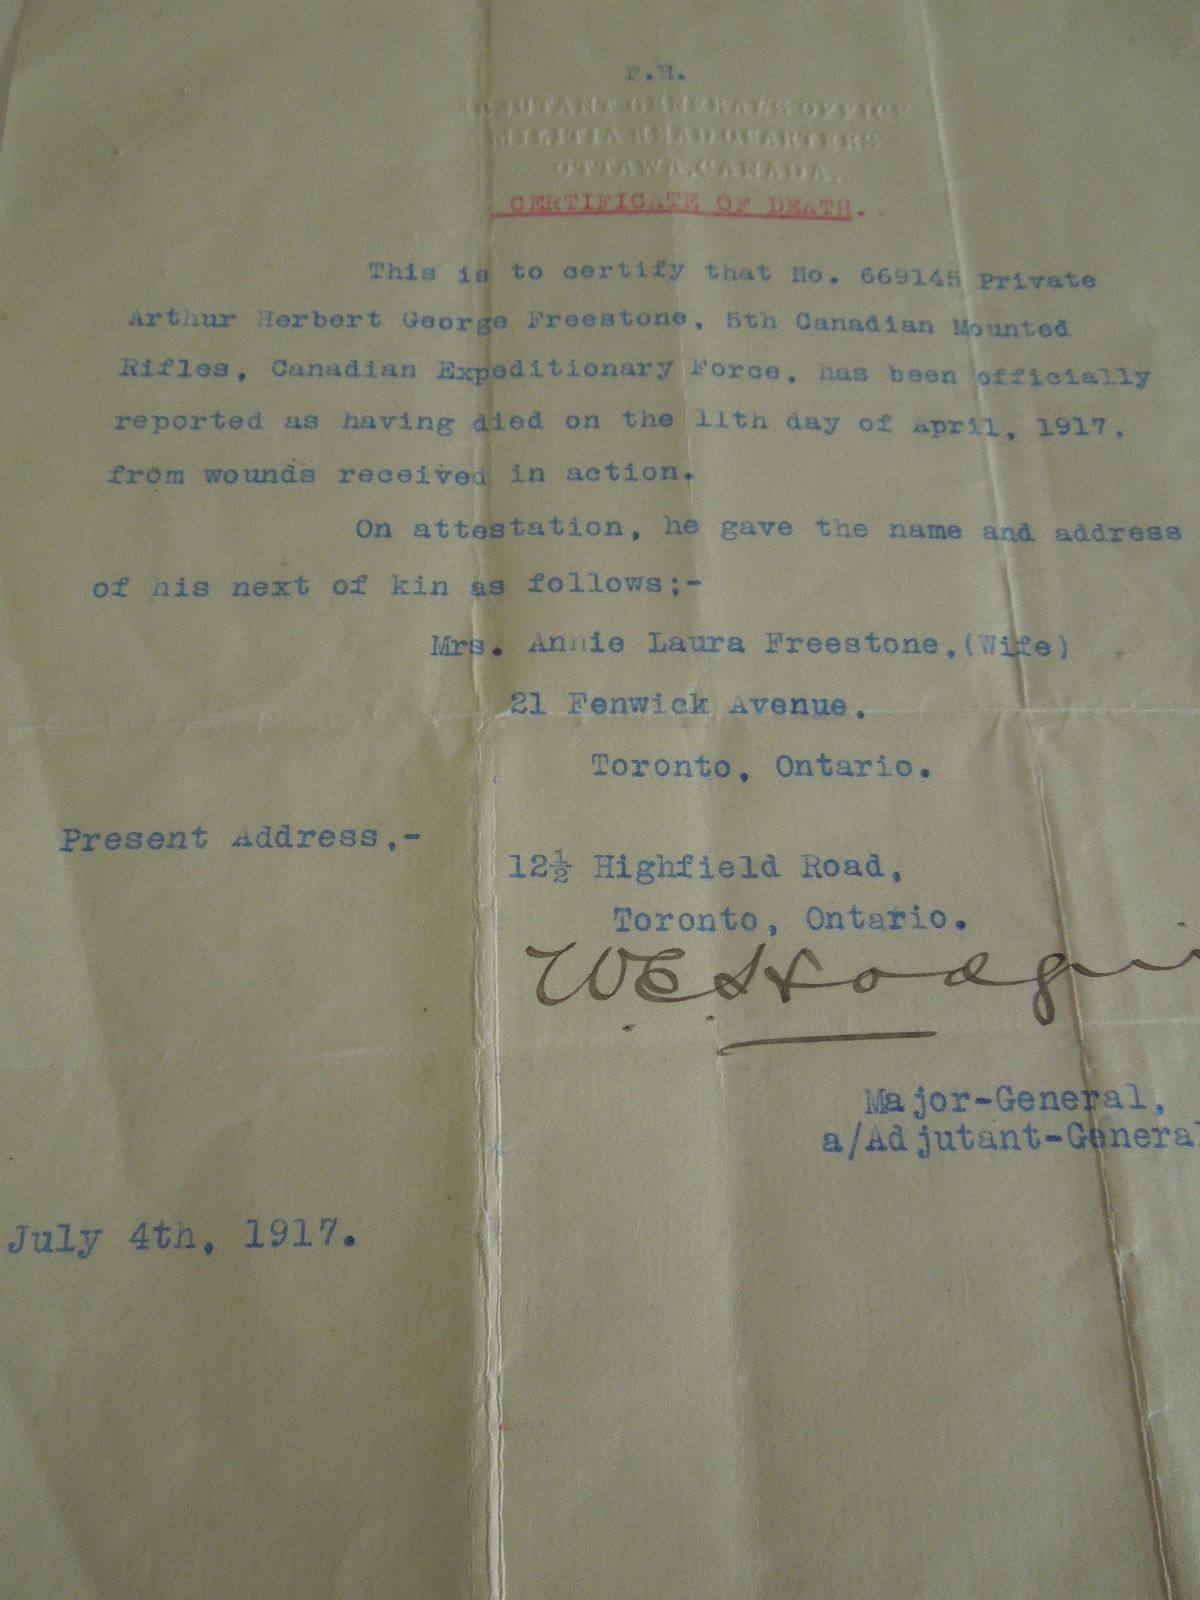 P.H.
ADJUTANT GENERALS OFFICE
MILITIA HEADQUARTERS
OTTAWA, CANADA.
CERTIFICATE OF DEATH.
This is to certify that No. 669145 Private
Arthur Herbert George Freestone, 5th Canadian Mounted
Rifles, Canadian Expeditionary Force, has been officially
reported as having died on the 11th day of April, 1917,
from wounds received in action.
On attestation, he gave the name and address
of his next of kin as follows;-
Mrs. Annie Laura Freestone,(Wife)
21 Fenwick Avenue.
Toronto, Ontario.
Present Address,-
12½ Highfield Road,
Toronto, Ontario.
W. E. Hodgi
Major-General,
a/Adjutant-General
July 4th, 1917.